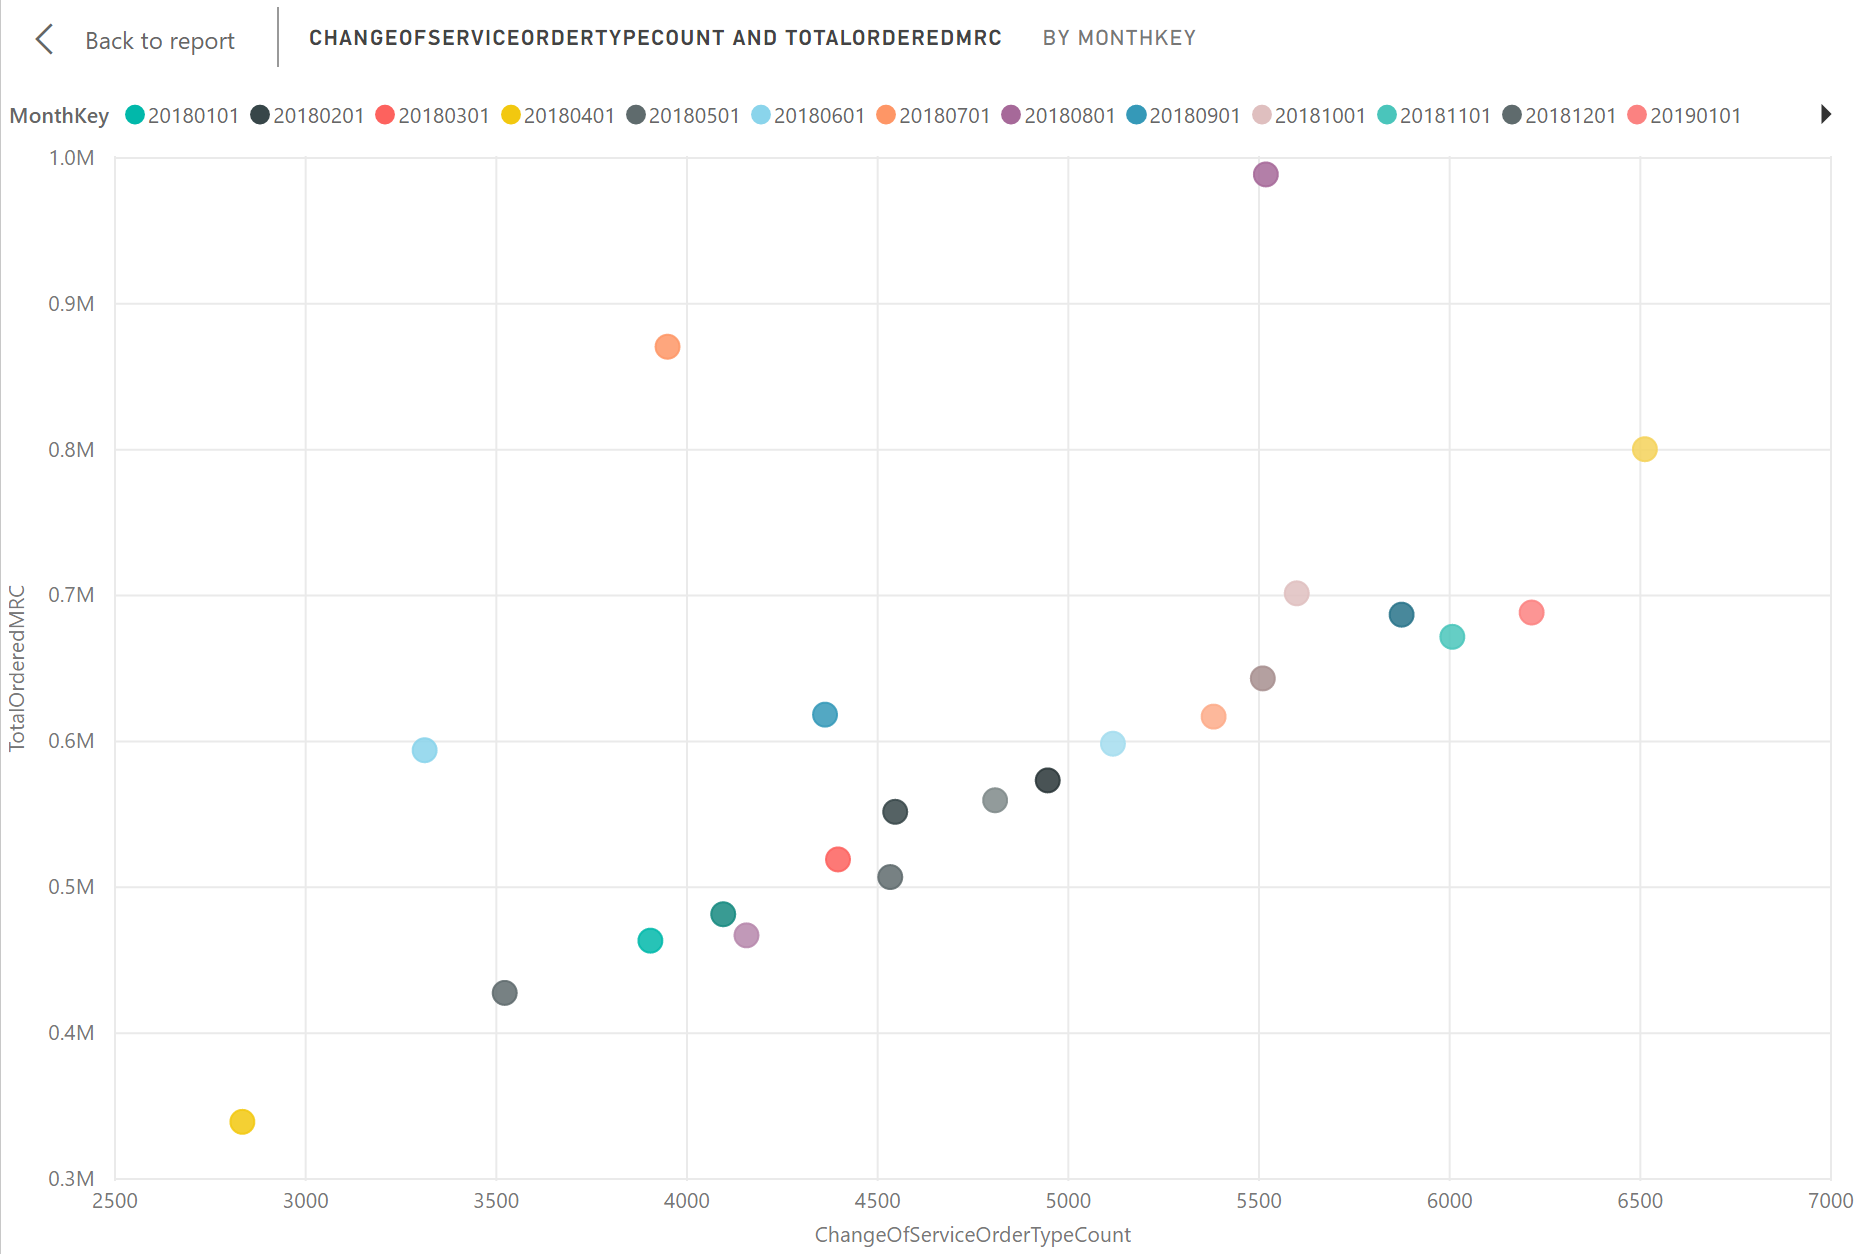 Back to report
CHANGEOFSERVICEORDERTYPECOUNT AND TOTALORDEREDMRC BY MONTHKEY
MonthKey 20180101 20180201 20180301 20180401 20180501 20180601 20180701 20180801 20180901 20181001 20181101 20181201 20190101
1.0M
0.9M
0.8M
0.7M
0.6M
0.5M
0.4M
0.3M
TotalOrderedMRC
2500 3000 3500 4000 4500 5000 5500 6000 6500 7000
ChangeOfServiceOrderTypeCount